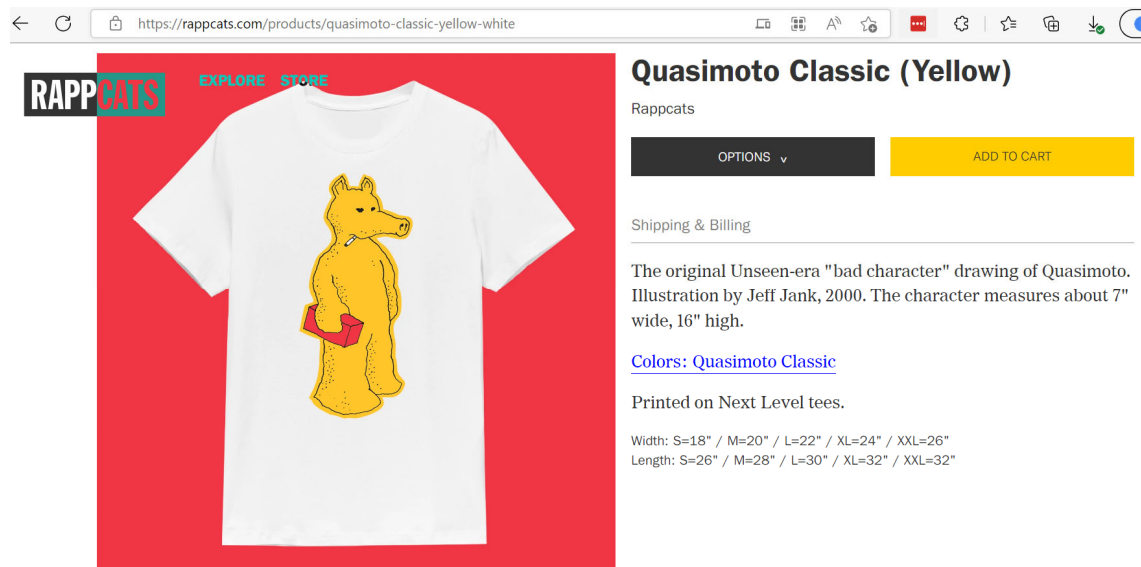 https://rappcats.com/products/quasimoto-classic-yellow-white
RAPPCATS
EXPLORE STORE
Quasimoto Classic (Yellow)
Rappcats
OPTIONS v
ADD TO CART
Shipping & Billing
The original Unseen-era "bad character" drawing of Quasimoto.
Illustration by Jeff Jank, 2000. The character measures about 7"
wide, 16" high.
Colors: Quasimoto Classic
Printed on Next Level tees.
Width: S=18" / M=20" / L=22" / XL=24" / XXL=26"
Length: S=26" / M=28" / L=30" / XL=32" / XXL=32"